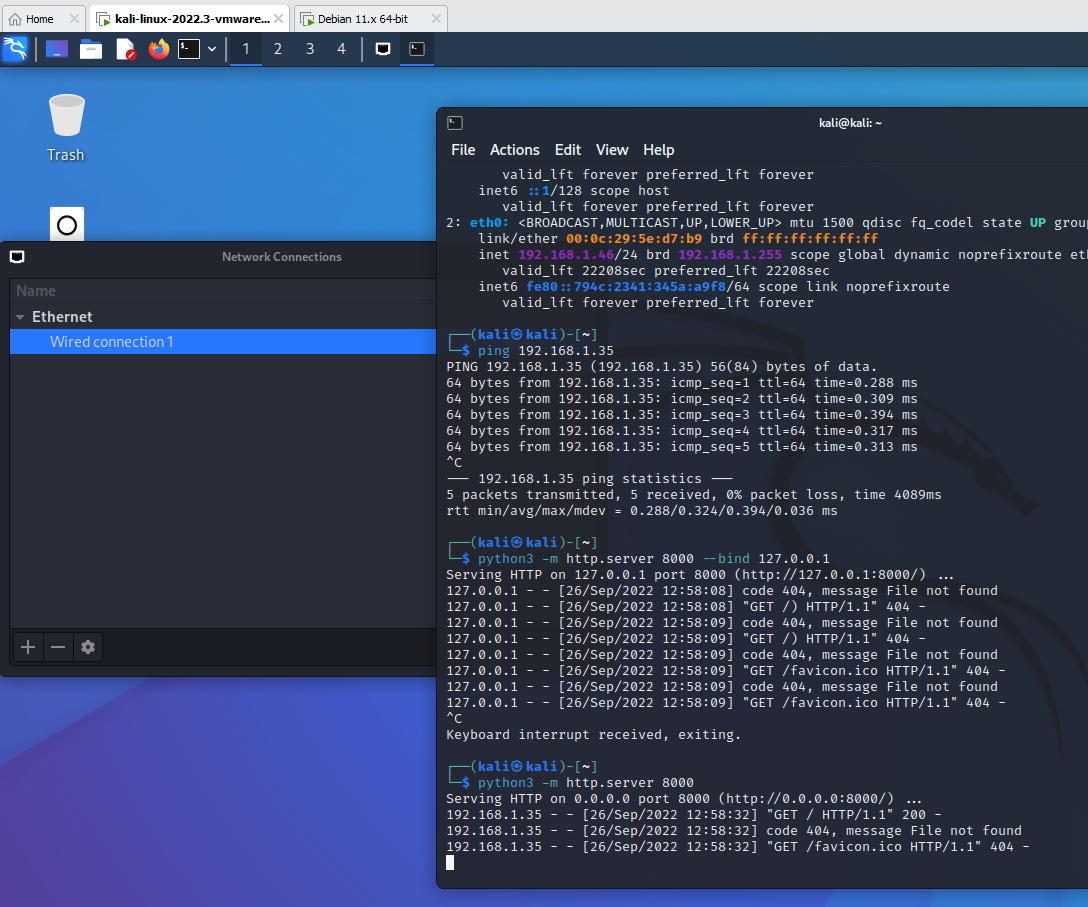 Home
kali-linux-2022.3-vmware...
Debian 11.x 64-bit
1 2 3 4
Trash
Network Connections
Name
Ethernet
Wired connection 1
kali@kali: ~
File Actions Edit View Help
valid_lft forever preferred_lft forever
inet6 ::1/128 scope host
valid_lft forever preferred_lft forever
2: eth0: <BROADCAST,MULTICAST,UP,LOWER_UP> mtu 1500 qdisc fq_codel state UP grou
link/ether 00:0c:29:5e:d7:b9 brd ff:ff:ff:ff:ff:ff
inet 192.168.1.46/24 brd 192.168.1.255 scope global dynamic noprefixroute et
valid_lft 22208sec preferred_lft 22208sec
inet6 fe80::794c:2341:345a:a9f8/64 scope link noprefixroute
valid_lft forever preferred_lft forever
┌──(kali㉿kali)-[~]
└─$ ping 192.168.1.35
PING 192.168.1.35 (192.168.1.35) 56(84) bytes of data.
64 bytes from 192.168.1.35: icmp_seq=1 ttl=64 time=0.288 ms
64 bytes from 192.168.1.35: icmp_seq=2 ttl=64 time=0.309 ms
64 bytes from 192.168.1.35: icmp_seq=3 ttl=64 time=0.394 ms
64 bytes from 192.168.1.35: icmp_seq=4 ttl=64 time=0.317 ms
64 bytes from 192.168.1.35: icmp_seq=5 ttl=64 time=0.313 ms
^C
--- 192.168.1.35 ping statistics ---
5 packets transmitted, 5 received, 0% packet loss, time 4089ms
rtt min/avg/max/mdev = 0.288/0.324/0.394/0.036 ms
┌──(kali㉿kali)-[~]
└─$ python3 -m http.server 8000 --bind 127.0.0.1
Serving HTTP on 127.0.0.1 port 8000 (http://127.0.0.1:8000/) ...
127.0.0.1 - - [26/Sep/2022 12:58:08] code 404, message File not found
127.0.0.1 - - [26/Sep/2022 12:58:08] "GET /) HTTP/1.1" 404 -
127.0.0.1 - - [26/Sep/2022 12:58:09] code 404, message File not found
127.0.0.1 - - [26/Sep/2022 12:58:09] "GET /) HTTP/1.1" 404 -
127.0.0.1 - - [26/Sep/2022 12:58:09] code 404, message File not found
127.0.0.1 - - [26/Sep/2022 12:58:09] "GET /favicon.ico HTTP/1.1" 404 -
127.0.0.1 - - [26/Sep/2022 12:58:09] code 404, message File not found
127.0.0.1 - - [26/Sep/2022 12:58:09] "GET /favicon.ico HTTP/1.1" 404 -
^C
Keyboard interrupt received, exiting.
┌──(kali㉿kali)-[~]
└─$ python3 -m http.server 8000
Serving HTTP on 0.0.0.0 port 8000 (http://0.0.0.0:8000/) ...
192.168.1.35 - - [26/Sep/2022 12:58:32] "GET / HTTP/1.1" 200 -
192.168.1.35 - - [26/Sep/2022 12:58:32] code 404, message File not found
192.168.1.35 - - [26/Sep/2022 12:58:32] "GET /favicon.ico HTTP/1.1" 404 -